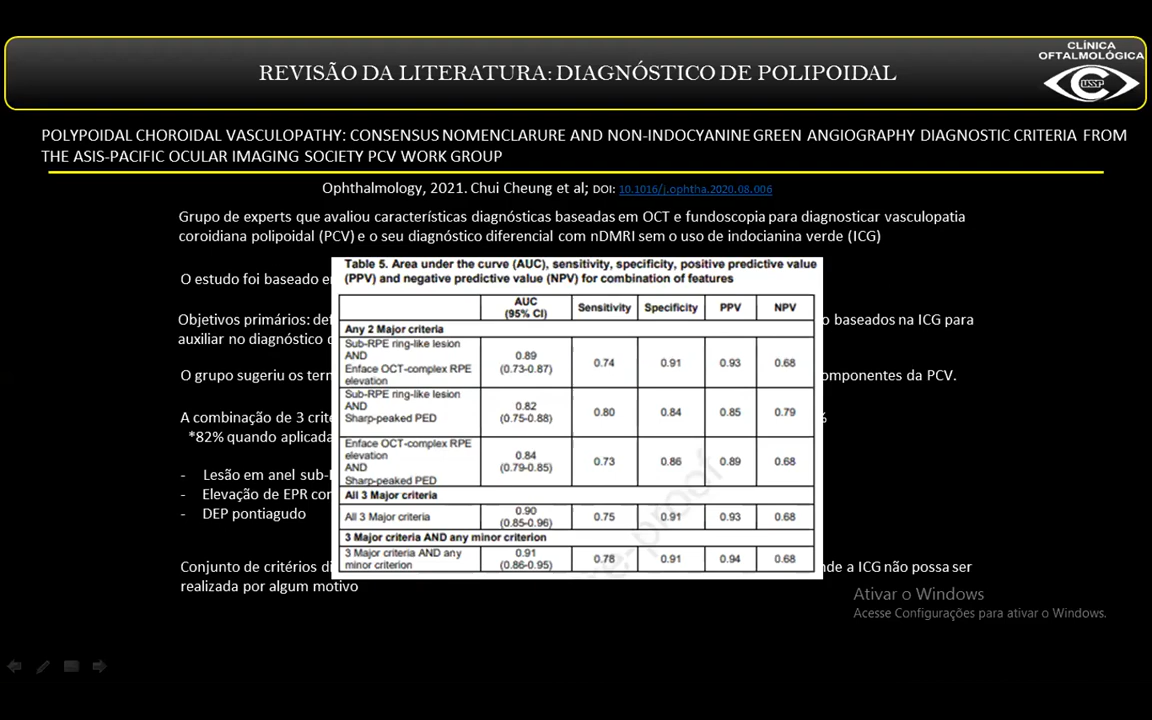 CLÍNICA
OFTALMOLÓGICA
USSP
REVISÃO DA LITERATURA: DIAGNÓSTICO DE POLIPOIDAL
POLYPOIDAL CHOROIDAL VASCULOPATHY: CONSENSUS NOMENCLARURE AND NON-INDOCYANINE GREEN ANGIOGRAPHY DIAGNOSTIC CRITERIA FROM
THE ASIS-PACIFIC OCULAR IMAGING SOCIETY PCV WORK GROUP
Ophthalmology, 2021. Chui Cheung et al; DOI: 10.1016/j.ophtha.2020.08.006
Grupo de experts que avaliou características diagnósticas baseadas em OCT e fundoscopia para diagnosticar vasculopatia
coroidiana polipoidal (PCV) e o seu diagnóstico diferencial com nDMRI sem o uso de indocianina verde (ICG)
O estudo foi baseado
Objetivos primários: baseados na ICG para
auxiliar no diagnóstico
O grupo sugeriu os componentes da PCV.
A combinação de 3 %
*82% quando aplicada
- Lesão em anel
- Elevação de EPR
- DEP pontiagudo
Conjunto de critérios a ICG não possa ser
realizada por algum motivo
Table 5. Area under the curve (AUC), sensitivity, specificity, positive predictive value
(PPV) and negative predictive value (NPV) for combination of features
AUC (95% CI) Sensitivity Specificity PPV NPV
Any 2 Major criteria
Sub-RPE ring-like lesion
AND
Enface OCT-complex RPE
elevation
0.89 (0.73-0.87) 0.74 0.91 0.93 0.68
Sub-RPE ring-like lesion
AND
Sharp-peaked PED
0.82 (0.75-0.88) 0.80 0.84 0.85 0.79
Enface OCT-complex RPE
elevation
AND
Sharp-peaked PED
0.84 (0.79-0.85) 0.73 0.86 0.89 0.68
All 3 Major criteria
All 3 Major criteria 0.90 (0.85-0.96) 0.75 0.91 0.93 0.68
3 Major criteria AND any minor criterion
3 Major criteria AND any
minor criterion
0.91 (0.86-0.95) 0.78 0.91 0.94 0.68
Ativar o Windows
Acesse Configurações para ativar o Windows.